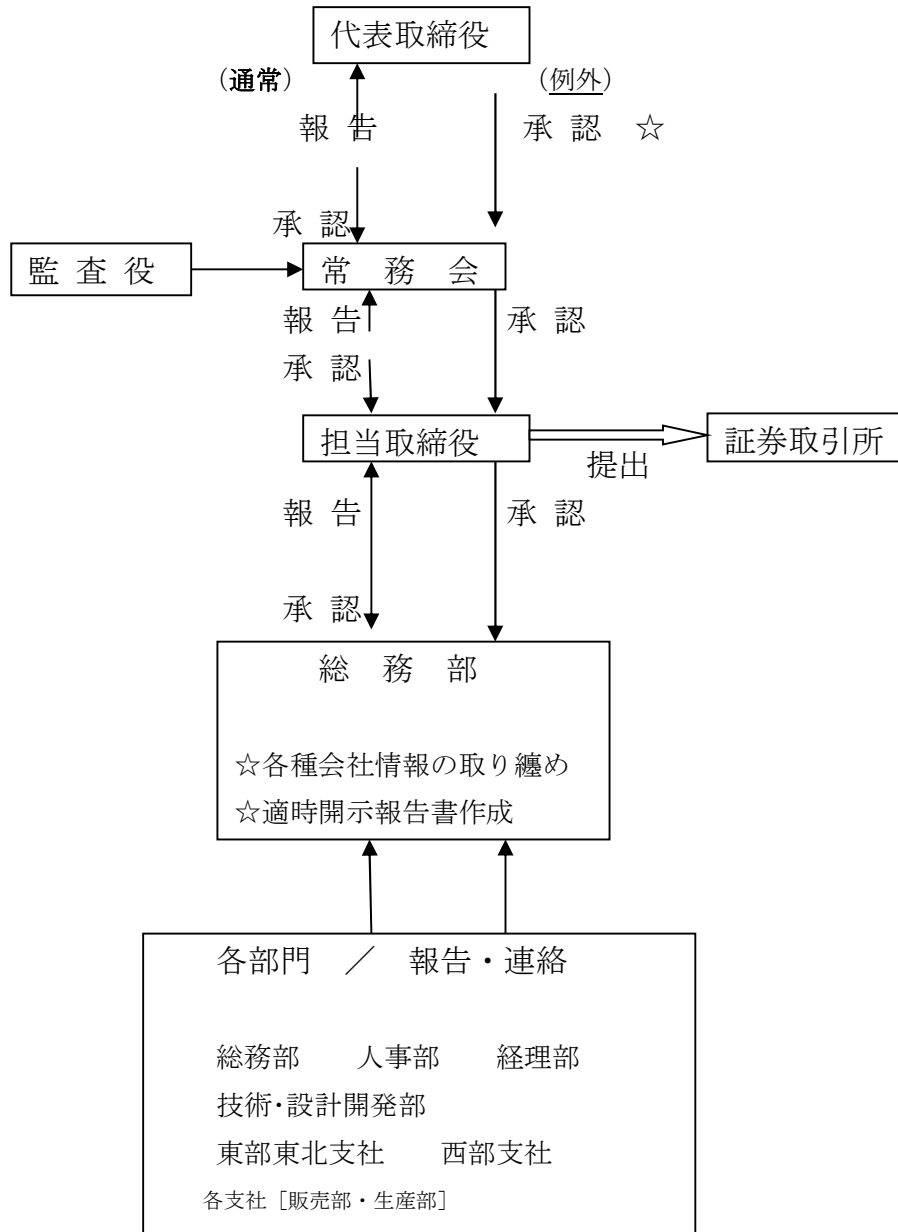 代表取締役
(通常)
(例外)
報 告
承 認 ☆
承 認
監 査 役
常 務 会
報 告
承 認
承 認
担当取締役
証券取引所
提出
報 告
承 認
承 認
総 務 部
☆各種会社情報の取り纏め
☆適時開示報告書作成
各部門 ／ 報告・連絡
総務部 人事部 経理部
技術･設計開発部
東部東北支社 西部支社
各支社［販売部・生産部］